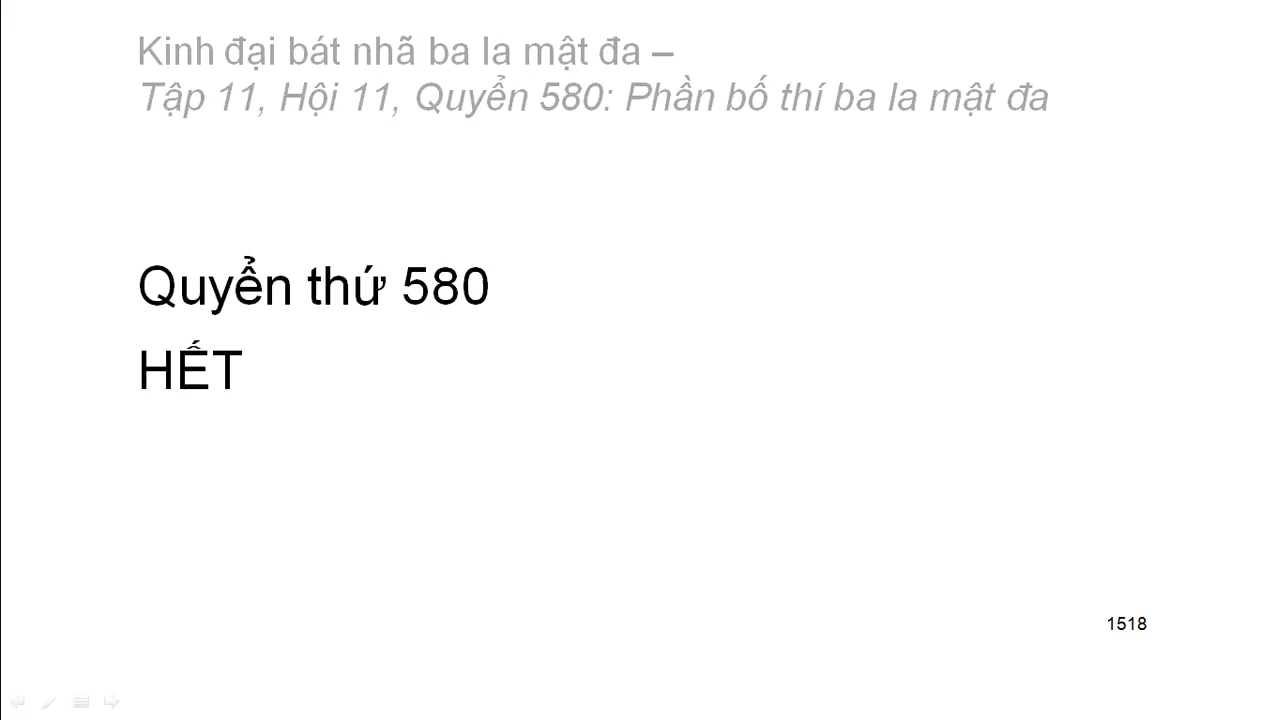 Kinh đại bát nhã ba la mật đa –
Tập 11, Hội 11, Quyển 580: Phần bố thí ba la mật đa
Quyển thứ 580
HẾT
1518